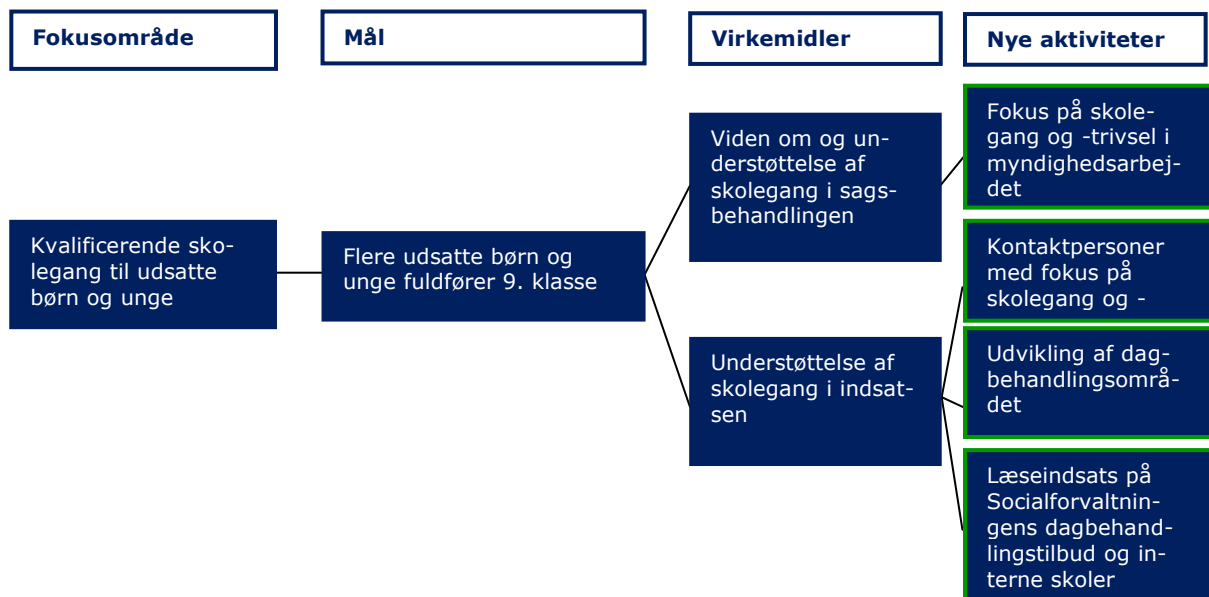 Fokusområde
Mål
Virkemidler
Nye aktiviteter
Kvalificerende sko-
legang til udsatte
børn og unge
Flere udsatte børn og
unge fuldfører 9. klasse
Viden om og un-
derstøttelse af
skolegang i sags-
behandlingen
Understøttelse af
skolegang i indsat-
sen
Fokus på skole-
gang og -trivsel i
myndighedsarbej-
det
Kontaktpersoner
med fokus på
skolegang og -
Udvikling af dag-
behandlingsområ-
det
Læseindsats på
Socialforvaltnin-
gens dagbehand-
lingstilbud og in-
terne skoler